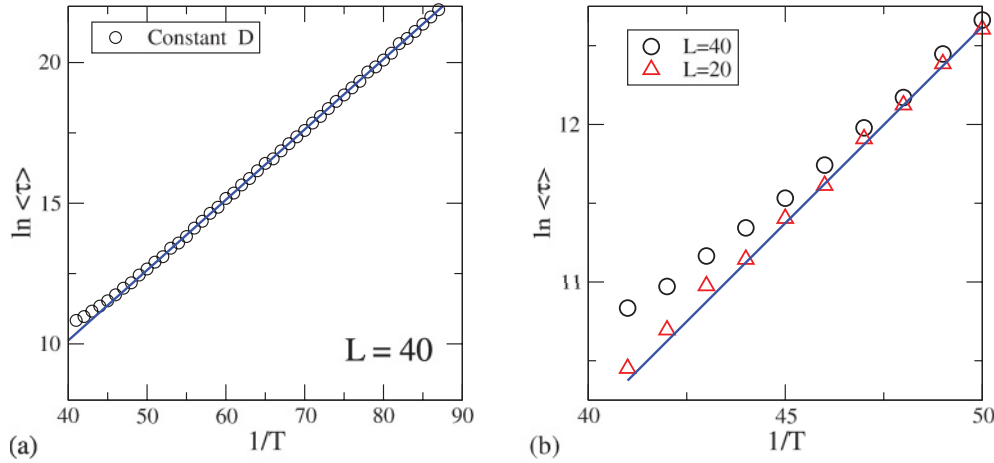 Constant D
20
15
10
ln <τ>
L = 40
40 50 60 70 80 90
(a) 1/T
L=40
L=20
12
11
ln <τ>
40 45 50
(b) 1/T